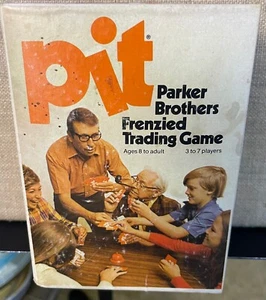 pit®
Parker
Brothers
Frenzied
Trading Game
Ages 8 to adult 3 to 7 players